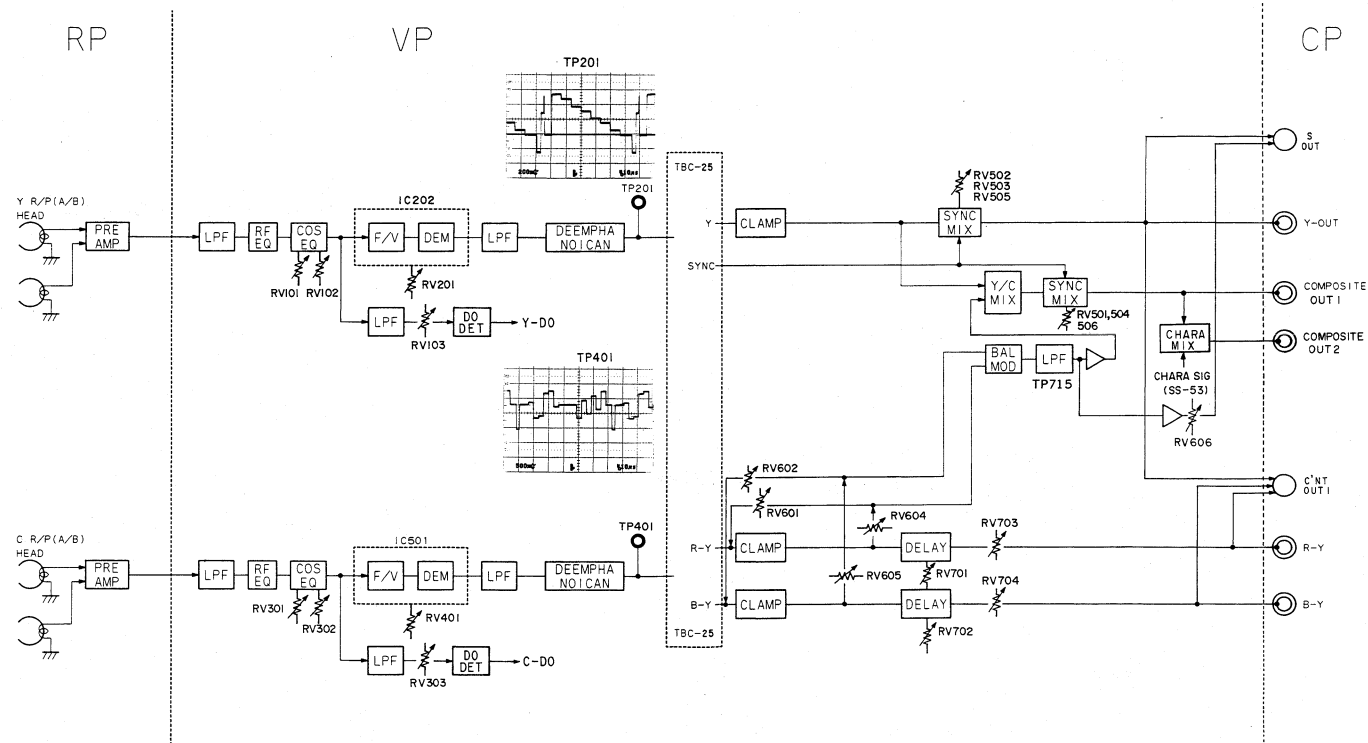 RP
VP
CP
TP201
200mV
10µs
Y R/P(A/B)
HEAD
PRE
AMP
LPF
RF
EQ
COS
EQ
RV101
RV102
IC202
F/V
DEM
RV201
LPF
DEEMPHA
NOICAN
TP201
LPF
RV103
DO
DET
Y-DO
TBC-25
Y
CLAMP
SYNC
RV502
RV503
RV505
SYNC
MIX
Y/C
MIX
SYNC
MIX
RV501,504
506
BAL
MOD
LPF
TP715
CHARA
MIX
CHARA SIG
(SS-53)
RV606
S
OUT
Y-OUT
COMPOSITE
OUT 1
COMPOSITE
OUT 2
TP401
500mV
10µs
C R/P(A/B)
HEAD
PRE
AMP
LPF
RF
EQ
COS
EQ
RV301
RV302
IC501
F/V
DEM
RV401
LPF
DEEMPHA
NOICAN
TP401
LPF
RV303
DO
DET
C-DO
RV602
RV601
RV604
RV605
R-Y
CLAMP
DELAY
RV701
RV703
B-Y
CLAMP
DELAY
RV702
RV704
TBC-25
C'NT
OUT 1
R-Y
B-Y